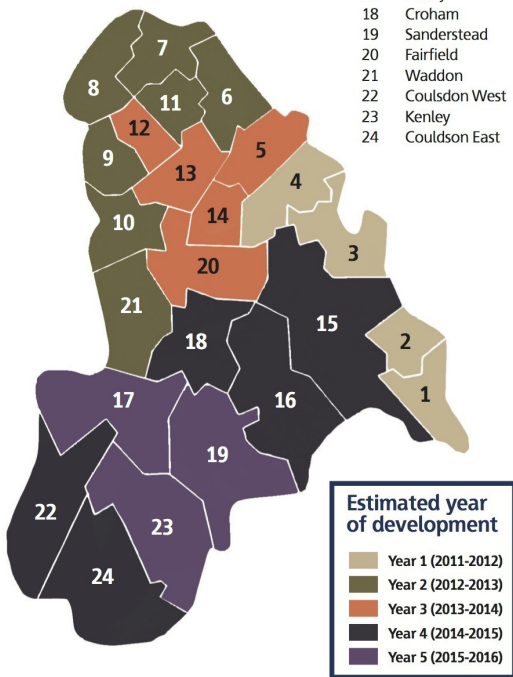 18 Croham
19 Sanderstead
20 Fairfield
21 Waddon
22 Coulsdon West
23 Kenley
24 Couldson East
7
8
11
6
12
5
9
13
4
10
14
3
20
21
15
18
2
16
1
17
19
22
23
24
Estimated year
of development
Year 1 (2011-2012)
Year 2 (2012-2013)
Year 3 (2013-2014)
Year 4 (2014-2015)
Year 5 (2015-2016)